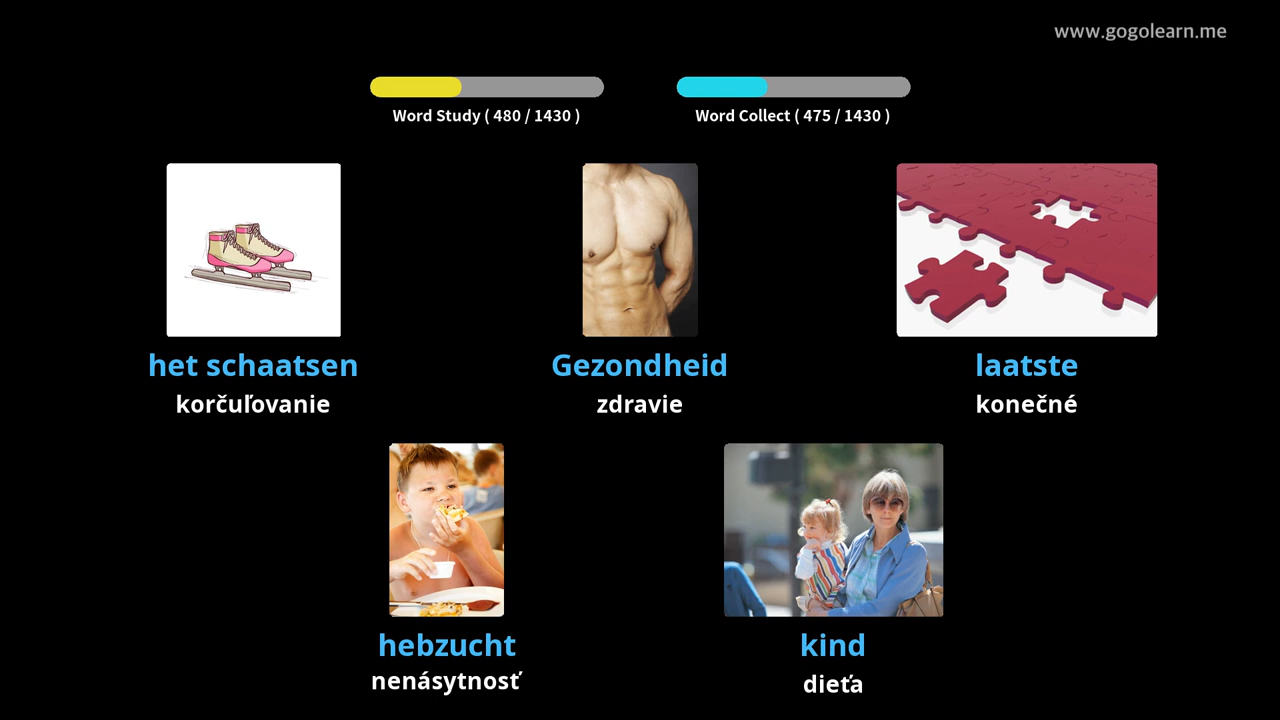 www.gogolearn.me
Word Study ( 480 / 1430 )
Word Collect ( 475 / 1430 )
het schaatsen
korčuľovanie
Gezondheid
zdravie
laatste
konečné
hebzucht
nenásytnosť
kind
dieťa